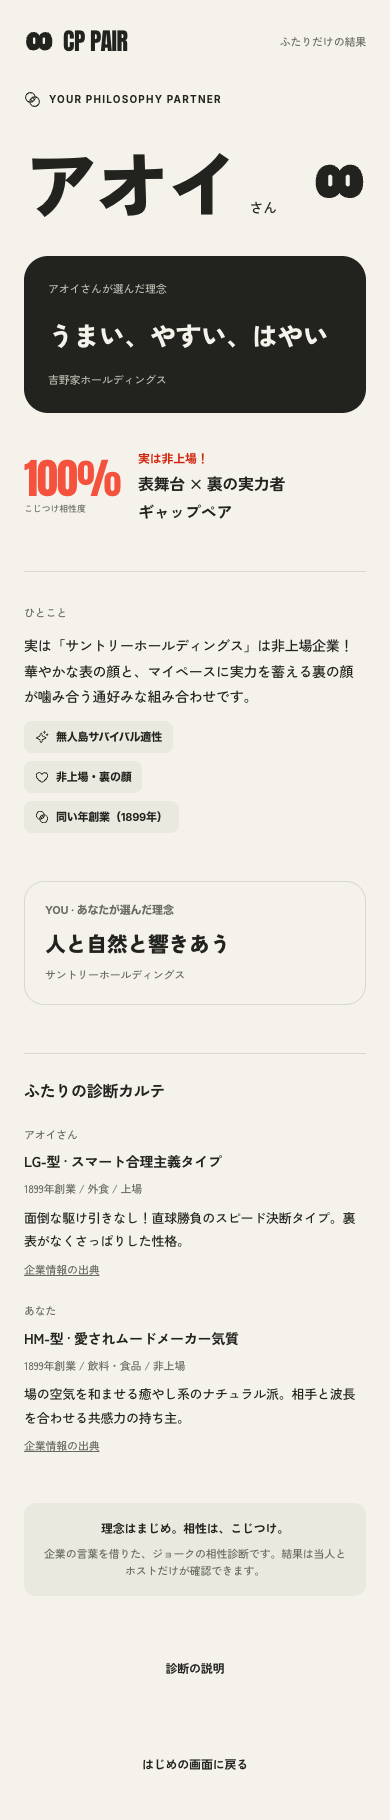 CP PAIR
ふたりだけの結果
YOUR PHILOSOPHY PARTNER
アオイ さん
アオイさんが選んだ理念
うまい、やすい、はやい
吉野家ホールディングス
100%
こじつけ相性度
実は非上場！
表舞台 × 裏の実力者
ギャップペア
ひとこと
実は「サントリーホールディングス」は非上場企業！
華やかな表の顔と、マイペースに実力を蓄える裏の顔
が噛み合う通好みな組み合わせです。
無人島サバイバル適性
非上場・裏の顔
同い年創業（1899年）
YOU · あなたが選んだ理念
人と自然と響きあう
サントリーホールディングス
ふたりの診断カルテ
アオイさん
LG-型 · スマート合理主義タイプ
1899年創業 / 外食 / 上場
面倒な駆け引きなし！直球勝負のスピード決断タイプ。裏
表がなくさっぱりした性格。
企業情報の出典
あなた
HM-型 · 愛されムードメーカー気質
1899年創業 / 飲料・食品 / 非上場
場の空気を和ませる癒やし系のナチュラル派。相手と波長
を合わせる共感力の持ち主。
企業情報の出典
理念はまじめ。相性は、こじつけ。
企業の言葉を借りた、ジョークの相性診断です。結果は当人と
ホストだけが確認できます。
診断の説明
はじめの画面に戻る